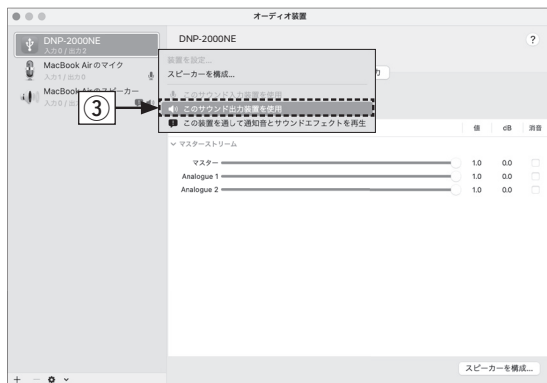 オーディオ装置
DNP-2000NE
入力0 / 出力2
MacBook Air のマイク
入力1 / 出力0
MacBook Air のスピーカー
入力0 / 出力
DNP-2000NE
?
装置を設定...
スピーカーを構成...
このサウンド入力装置を使用
このサウンド出力装置を使用
この装置を通して通知音とサウンドエフェクトを再生
③
力
値 dB 消音
マスターストリーム
マスター 1.0 0.0
Analogue 1 1.0 0.0
Analogue 2 1.0 0.0
スピーカーを構成...